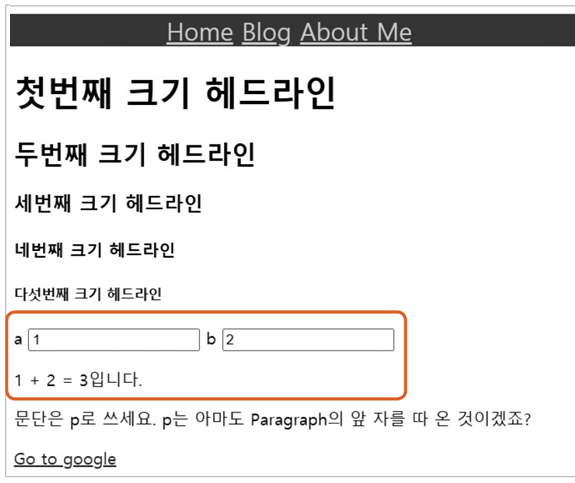 Home Blog About Me
첫번째 크기 헤드라인
두번째 크기 헤드라인
세번째 크기 헤드라인
네번째 크기 헤드라인
다섯번째 크기 헤드라인
a 1 b 2
1 + 2 = 3입니다.
문단은 p로 쓰세요. p는 아마도 Paragraph의 앞 자를 따 온 것이겠죠?
Go to google